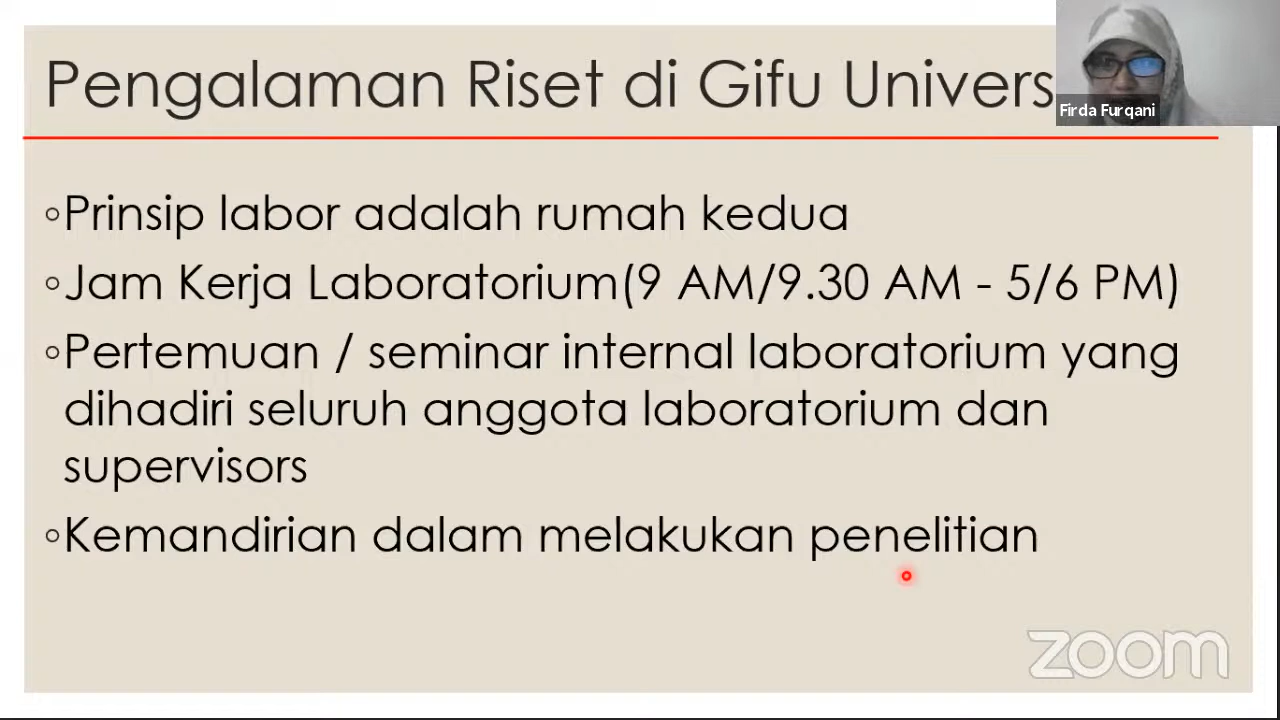 Pengalaman Riset di Gifu Univers
Firda Furqani
◦Prinsip labor adalah rumah kedua
◦Jam Kerja Laboratorium(9 AM/9.30 AM - 5/6 PM)
◦Pertemuan / seminar internal laboratorium yang
dihadiri seluruh anggota laboratorium dan
supervisors
◦Kemandirian dalam melakukan penelitian
zoom